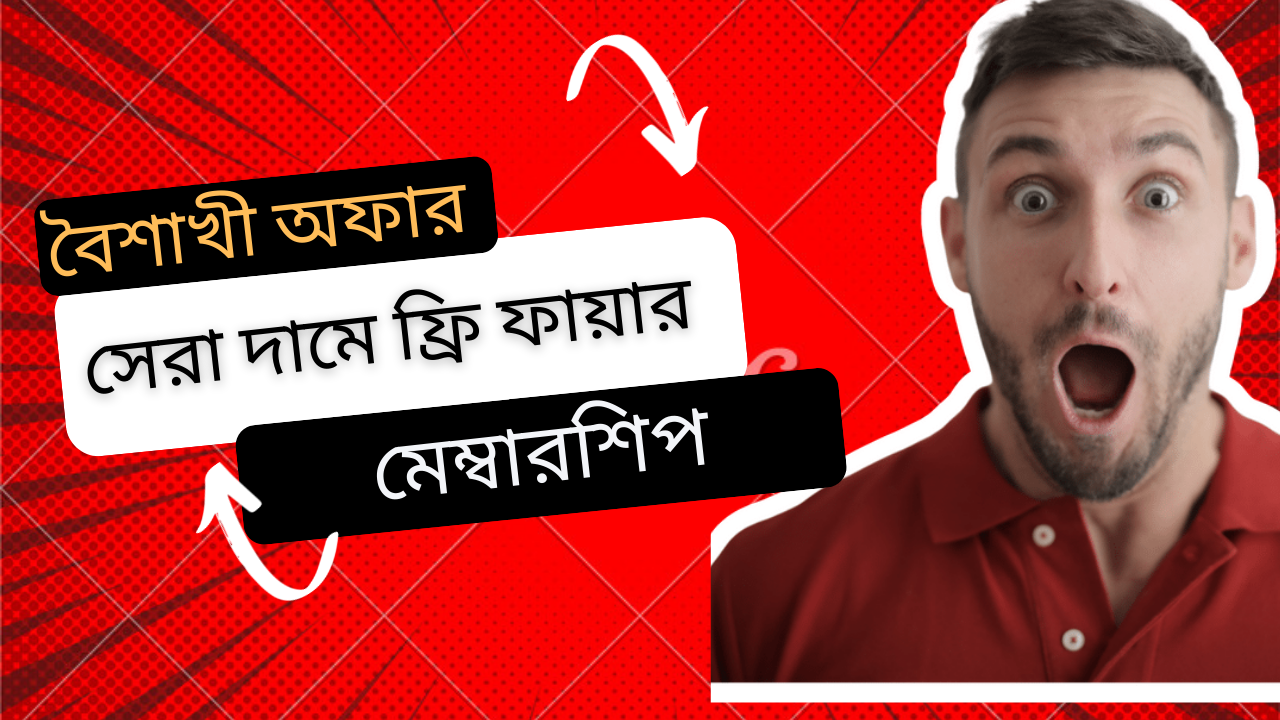 বৈশাখী অফার
সেরা দামে ফ্রি ফায়ার
মেম্বারশিপ